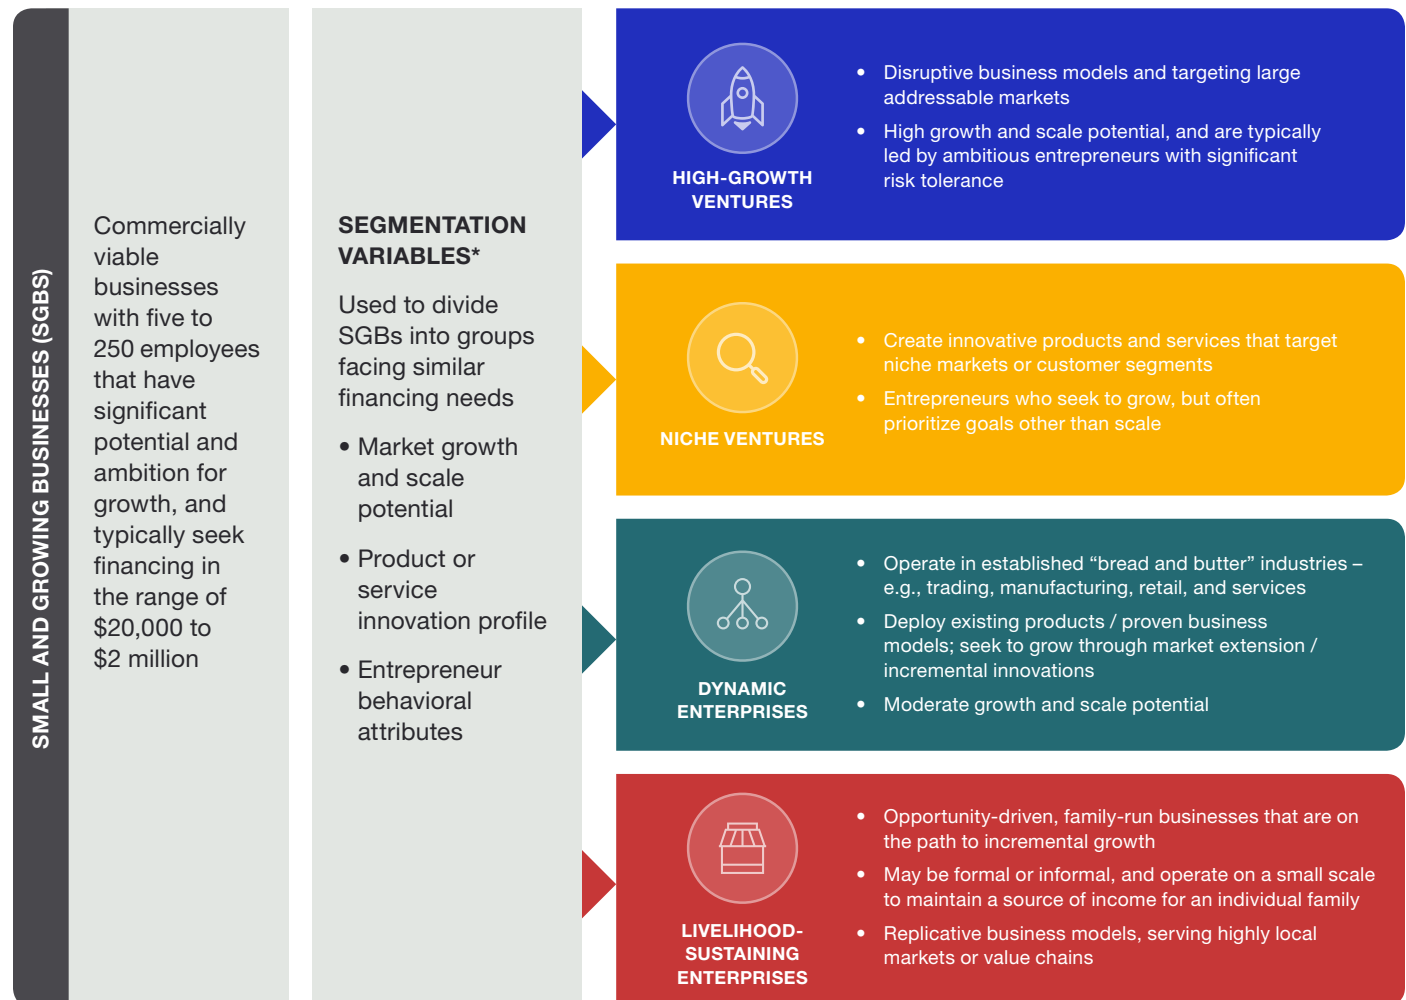 SMALL AND GROWING BUSINESSES (SGBS)
Commercially
viable
businesses
with five to
250 employees
that have
significant
potential and
ambition for
growth, and
typically seek
financing in
the range of
$20,000 to
$2 million
SEGMENTATION
VARIABLES*
Used to divide
SGBs into groups
facing similar
financing needs
• Market growth
and scale
potential
• Product or
service
innovation profile
• Entrepreneur
behavioral
attributes
HIGH-GROWTH
VENTURES
• Disruptive business models and targeting large
addressable markets
• High growth and scale potential, and are typically
led by ambitious entrepreneurs with significant
risk tolerance
NICHE VENTURES
• Create innovative products and services that target
niche markets or customer segments
• Entrepreneurs who seek to grow, but often
prioritize goals other than scale
DYNAMIC
ENTERPRISES
• Operate in established “bread and butter” industries –
e.g., trading, manufacturing, retail, and services
• Deploy existing products / proven business
models; seek to grow through market extension /
incremental innovations
• Moderate growth and scale potential
LIVELIHOOD-
SUSTAINING
ENTERPRISES
• Opportunity-driven, family-run businesses that are on
the path to incremental growth
• May be formal or informal, and operate on a small scale
to maintain a source of income for an individual family
• Replicative business models, serving highly local
markets or value chains